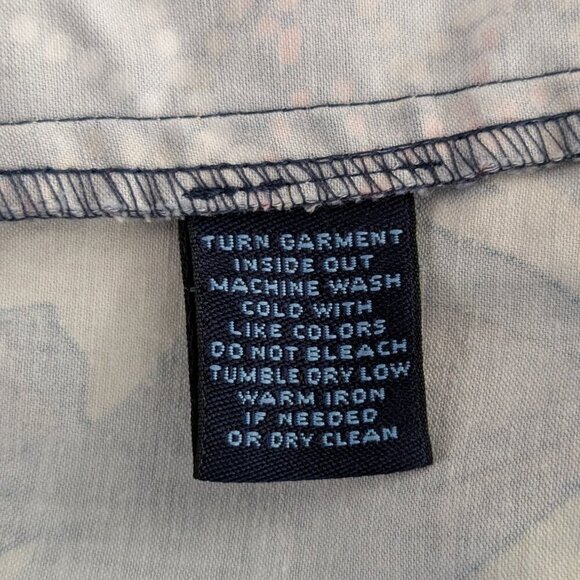 TURN GARMENT
INSIDE OUT
MACHINE WASH
COLD WITH
LIKE COLORS
DO NOT BLEACH
TUMBLE DRY LOW
WARM IRON
IF NEEDED
OR DRY CLEAN